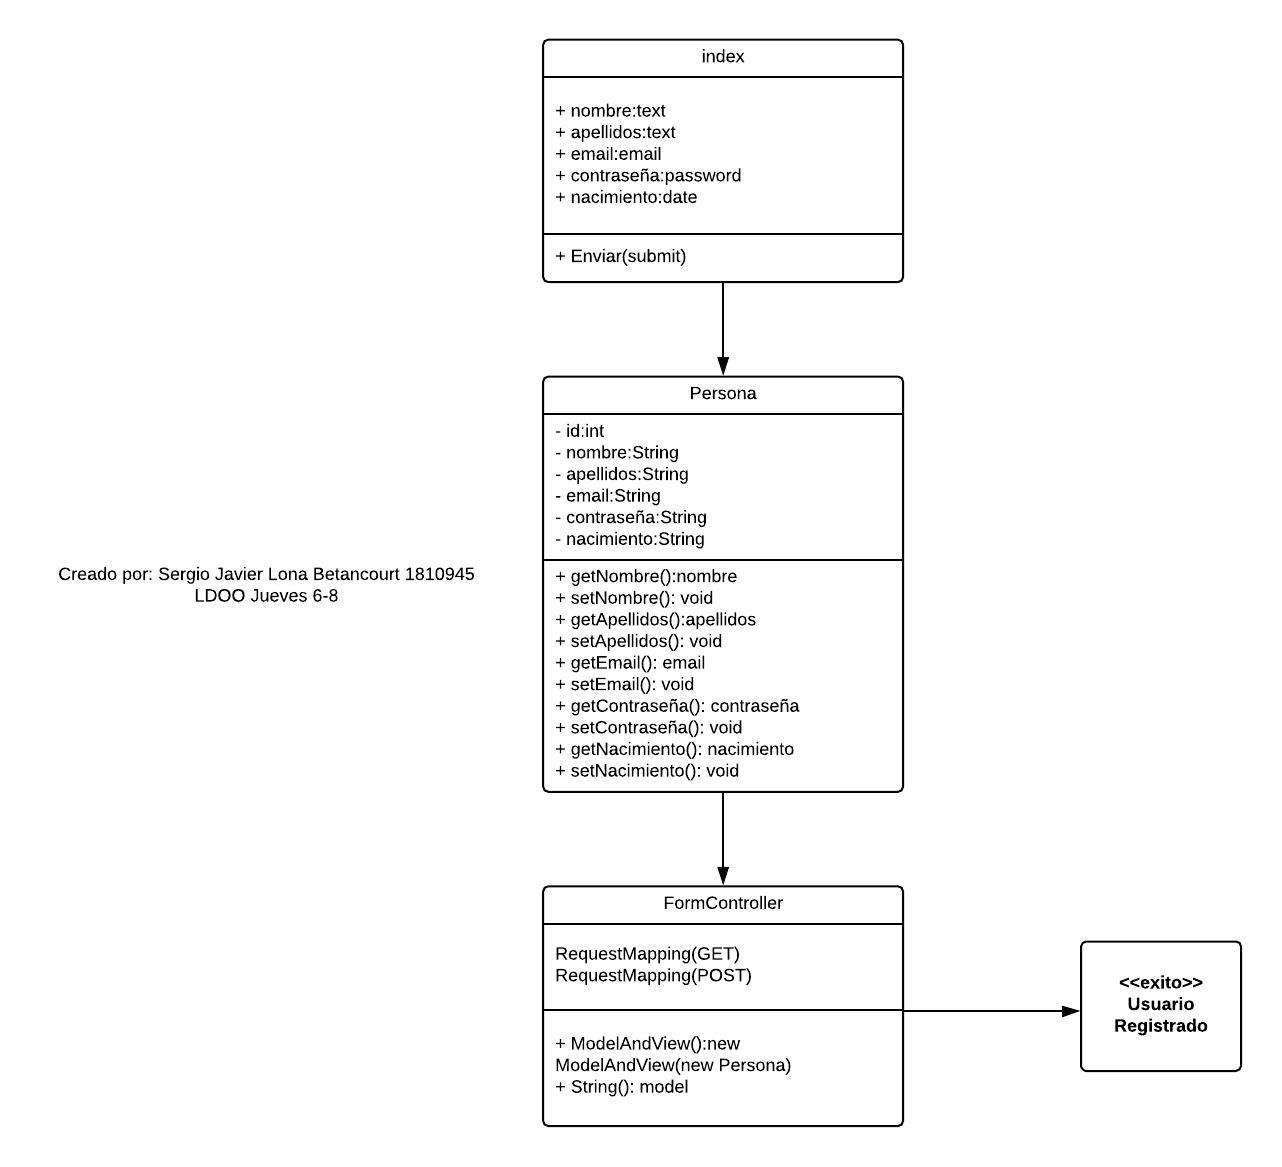 index
+ nombre:text
+ apellidos:text
+ email:email
+ contraseña:password
+ nacimiento:date
+ Enviar(submit)
Persona
- id:int
- nombre:String
- apellidos:String
- email:String
- contraseña:String
- nacimiento:String
Creado por: Sergio Javier Lona Betancourt 1810945
LDOO Jueves 6-8
+ getNombre():nombre
+ setNombre(): void
+ getApellidos():apellidos
+ setApellidos(): void
+ getEmail(): email
+ setEmail(): void
+ getContraseña(): contraseña
+ setContraseña(): void
+ getNacimiento(): nacimiento
+ setNacimiento(): void
FormController
RequestMapping(GET)
RequestMapping(POST)
+ ModelAndView():new
ModelAndView(new Persona)
+ String(): model
<<exito>>
Usuario
Registrado